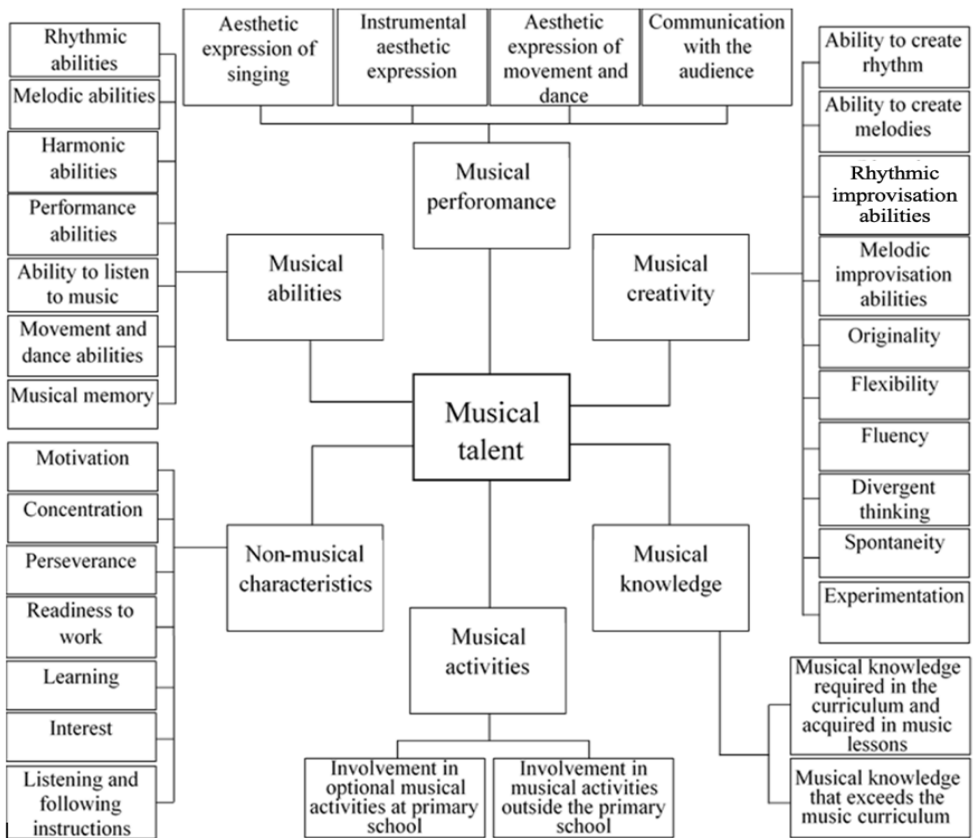 Rhythmic
abilities
Melodic abilities
Harmonic
abilities
Performance
abilities
Ability to listen
to music
Movement and
dance abilities
Musical memory
Aesthetic
expression of
singing
Instrumental
aesthetic
expression
Aesthetic
expression of
movement and
dance
Communication
with the
audience
Musical
perforomance
Musical
abilities
Musical
creativity
Ability to create
rhythm
Ability to create
melodies
Rhythmic
improvisation
abilities
Melodic
improvisation
abilities
Originality
Flexibility
Fluency
Divergent
thinking
Spontaneity
Experimentation
Musical
talent
Motivation
Concentration
Perseverance
Readiness to
work
Learning
Interest
Listening and
following
instructions
Non-musical
characteristics
Musical
activities
Musical
knowledge
Involvement in
optional musical
activities at primary
school
Involvement in
musical activities
outside the primary
school
Musical knowledge
required in the
curriculum and
acquired in music
lessons
Musical knowledge
that exceeds the
music curriculum